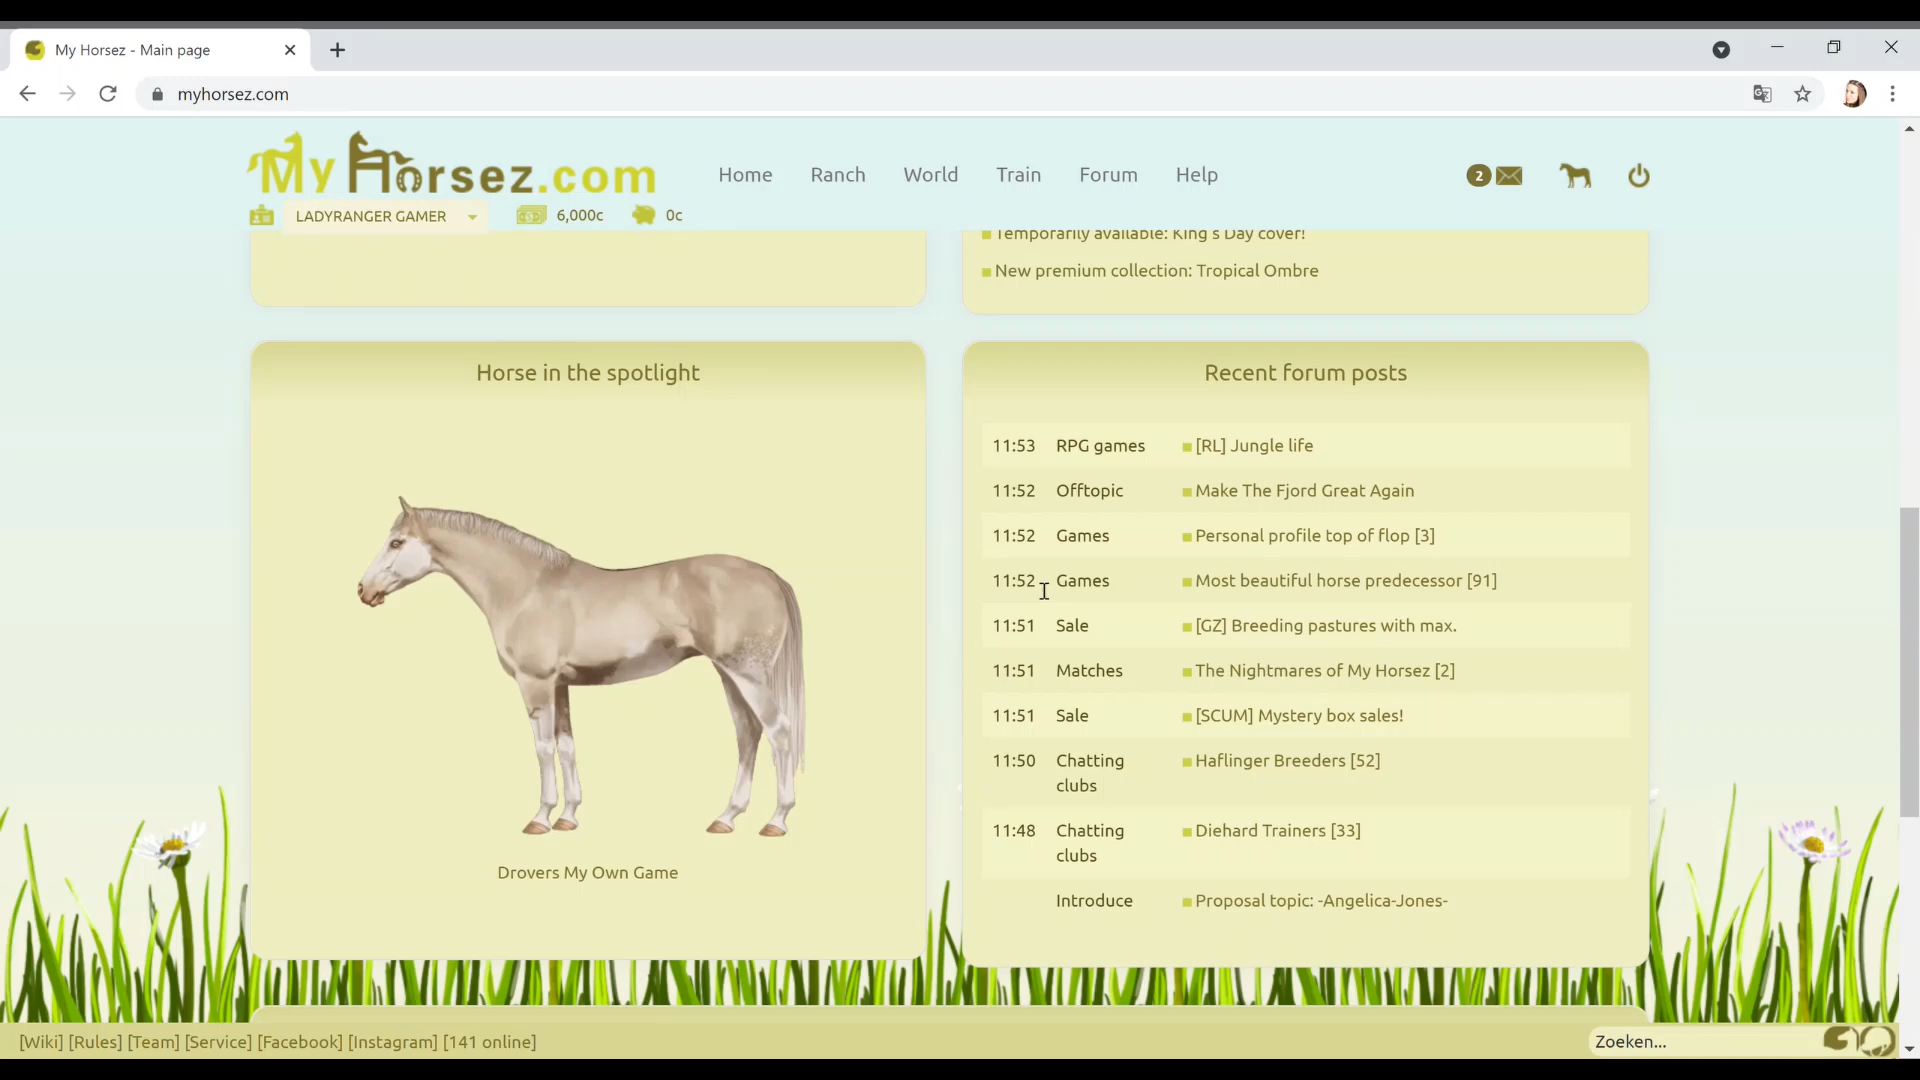 My Horsez - Main page
myhorsez.com
My Horsez.com
Home Ranch World Train Forum Help
2
LADYRANGER GAMER 6,000c 0c
Temporarily available: King's Day cover!
New premium collection: Tropical Ombre
Horse in the spotlight
Drovers My Own Game
Recent forum posts
11:53 RPG games [RL] Jungle life
11:52 Offtopic Make The Fjord Great Again
11:52 Games Personal profile top of flop [3]
11:52 Games Most beautiful horse predecessor [91]
11:51 Sale [GZ] Breeding pastures with max.
11:51 Matches The Nightmares of My Horsez [2]
11:51 Sale [SCUM] Mystery box sales!
11:50 Chatting clubs Haflinger Breeders [52]
11:48 Chatting clubs Diehard Trainers [33]
Introduce Proposal topic: -Angelica-Jones-
[Wiki] [Rules] [Team] [Service] [Facebook] [Instagram] [141 online]
Zoeken...